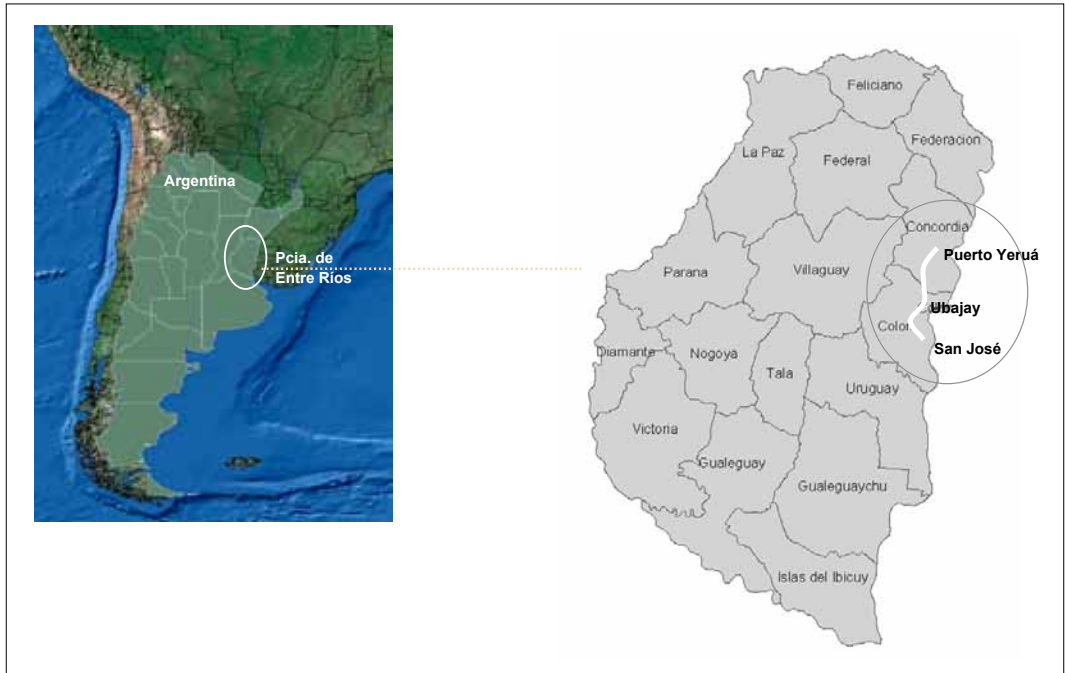 Argentina
Pcia. de
Entre Ríos
Feliciano
Federacion
La Paz
Federal
Concordia
Puerto Yeruá
Parana
Villaguay
Ubajay
Colon
San José
Diamante
Nogoya
Tala
Uruguay
Victoria
Gualeguay
Gualeguaychu
Islas del Ibicuy